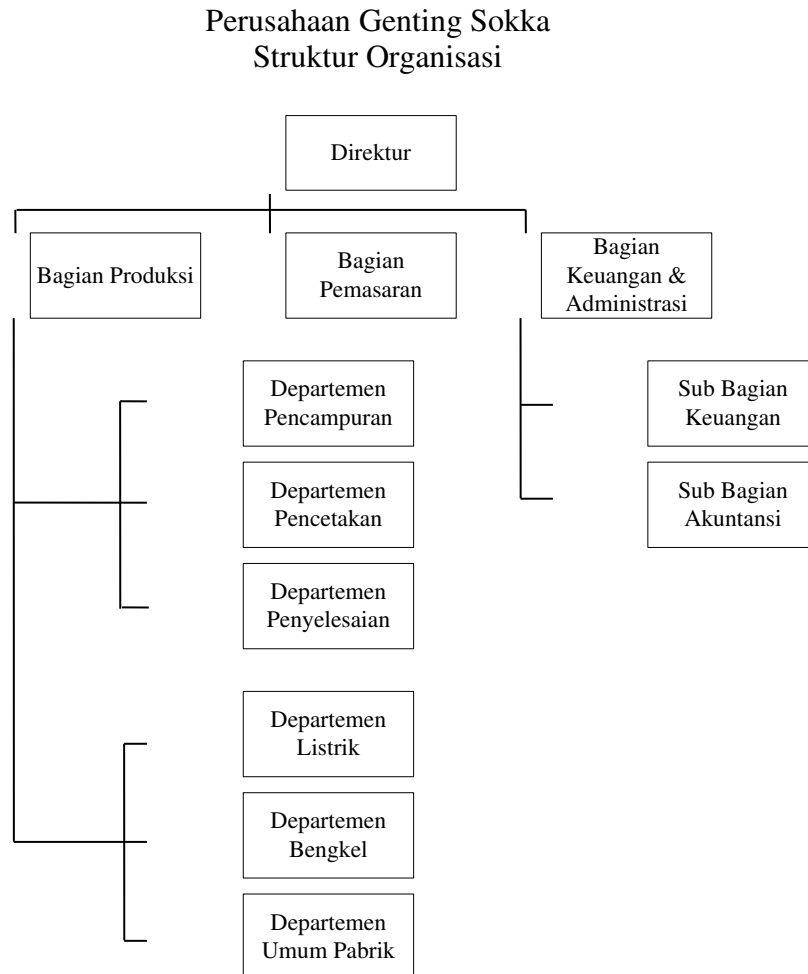 Perusahaan Genting Sokka
Struktur Organisasi
Direktur
Bagian Produksi
Bagian
Pemasaran
Bagian
Keuangan &
Administrasi
Departemen
Pencampuran
Sub Bagian
Keuangan
Departemen
Pencetakan
Sub Bagian
Akuntansi
Departemen
Penyelesaian
Departemen
Listrik
Departemen
Bengkel
Departemen
Umum Pabrik